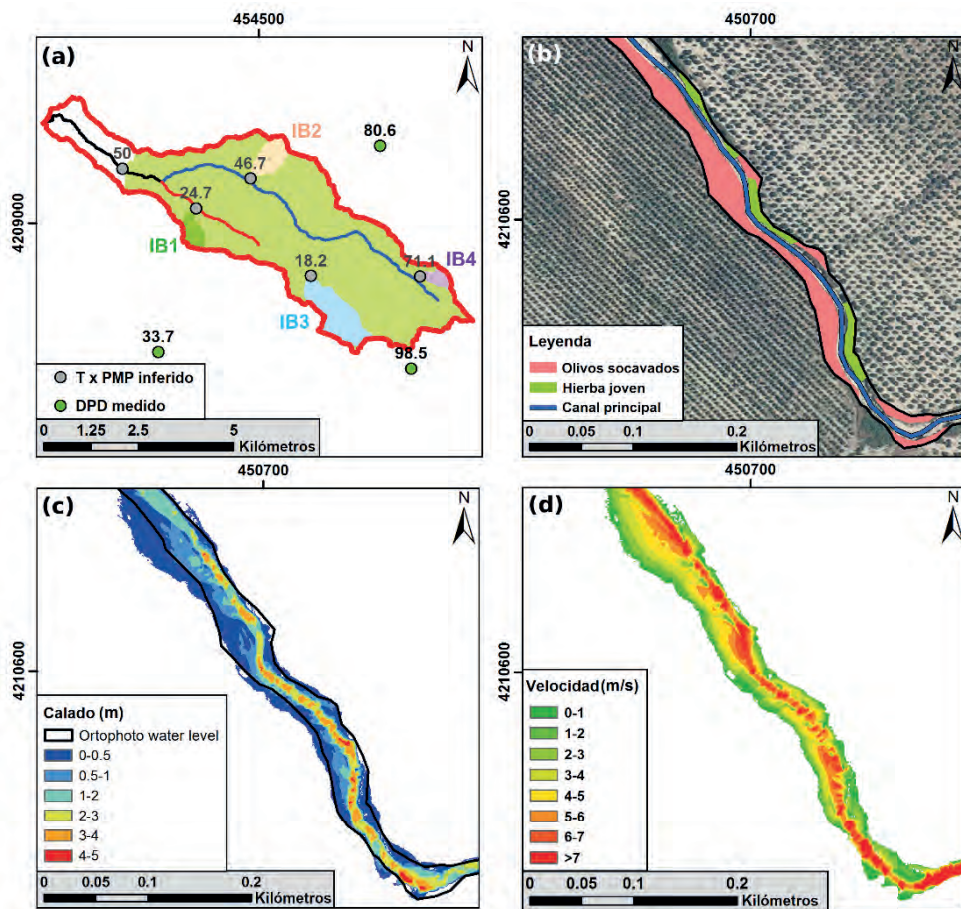 454500
450700
(a)
N
IB2
80.6
50
46.7
24.7
4209000
IB1
18.2
71.1
IB4
IB3
33.7
98.5
T x PMP inferido
DPD medido
0 1.25 2.5 5
Kilómetros
(b)
N
4210600
Leyenda
Olivos socavados
Hierba joven
Canal principal
0 0.05 0.1 0.2
Kilómetros
450700
450700
(c)
N
4210600
Calado (m)
Ortophoto water level
0-0.5
0.5-1
1-2
2-3
3-4
4-5
0 0.05 0.1 0.2
Kilómetros
(d)
N
4210600
Velocidad (m/s)
0-1
1-2
2-3
3-4
4-5
5-6
6-7
>7
0 0.05 0.1 0.2
Kilómetros